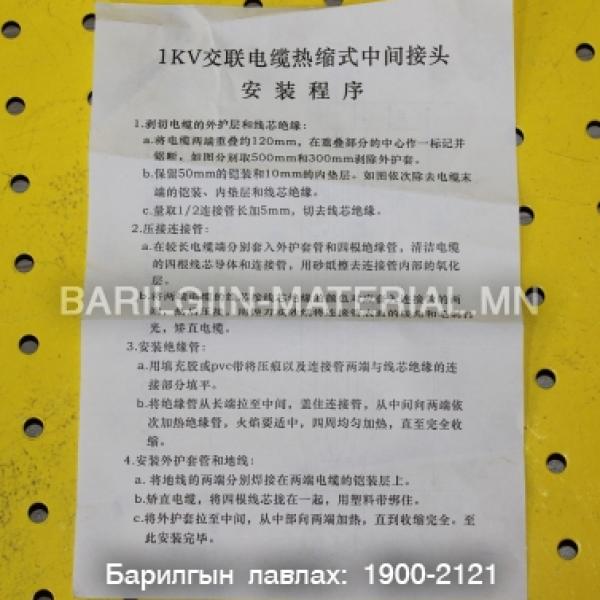 1KV交联电缆热缩式中间接头
安装程序
1.剥切电缆的外护层和线芯绝缘：
a.将电缆两端重叠约120mm，在重叠部分的中心作一标记并
锯断，如图分别取500mm和300mm剥除外护套。
b.保留50mm的铠装和10mm的内垫层。如图依次除去电缆末
端的铠装、内垫层和线芯绝缘。
c.量取1/2连接管长加5mm，切去线芯绝缘。
2.压接连接管：
a.在较长电缆端分别套入外护套管和四根绝缘管，清洁电缆
的四根线芯导体和连接管，用砂纸擦去连接管内部的氧化
层。
BARILGIIN-MATERIAL.MN
b.将两
光，矫直电缆。
3.安装绝缘管：
a.用填充胶或pvc带将压痕以及连接管两端与线芯绝缘的连
接部分填平。
b.将绝缘管从长端拉至中间，盖住连接管，从中间向两端依
次加热绝缘管，火焰要适中，四周均匀加热，直至完全收
缩。
4.安装外护套管和地线：
a.将地线的两端分别焊接在两端电缆的铠装层上。
b.矫直电缆，将四根线芯拢在一起，用塑料带绑住。
c.将外护套拉至中间，从中部向两端加热，直到收缩完全。至
此安装完毕。
Барилгын лавлах: 1900-2121